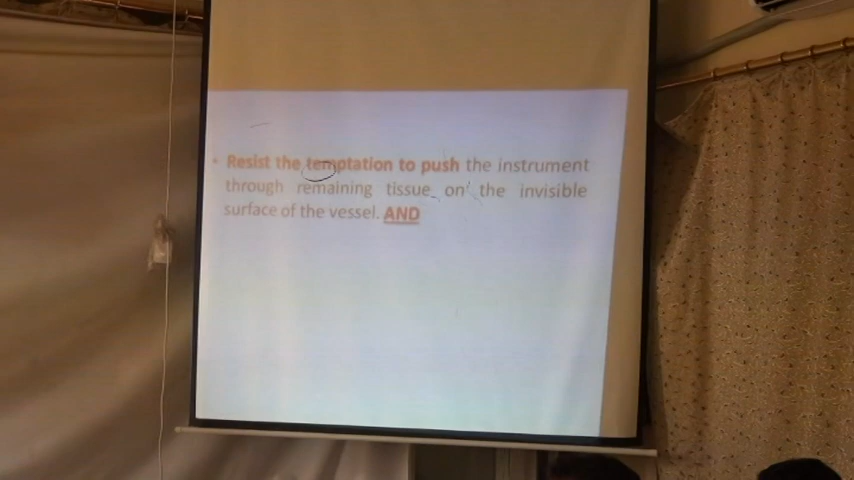 • Resist the temptation to push the instrument
through remaining tissue on the invisible
surface of the vessel. AND